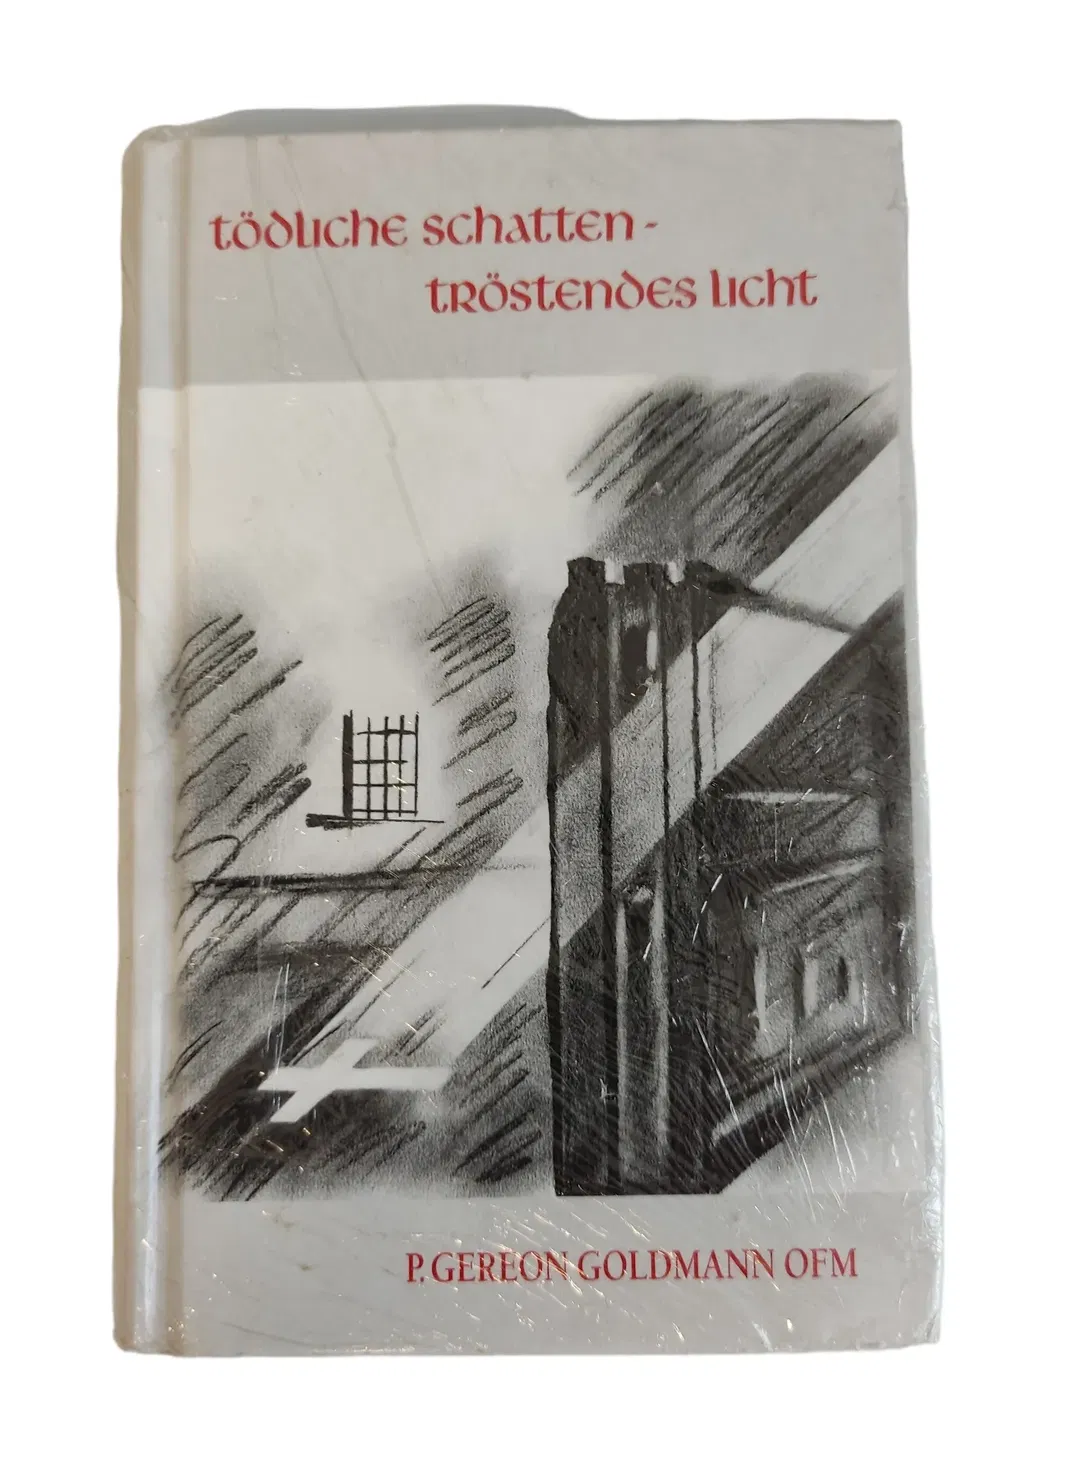 tödliche schatten -
tröstendes licht
P. GEREON GOLDMANN OFM